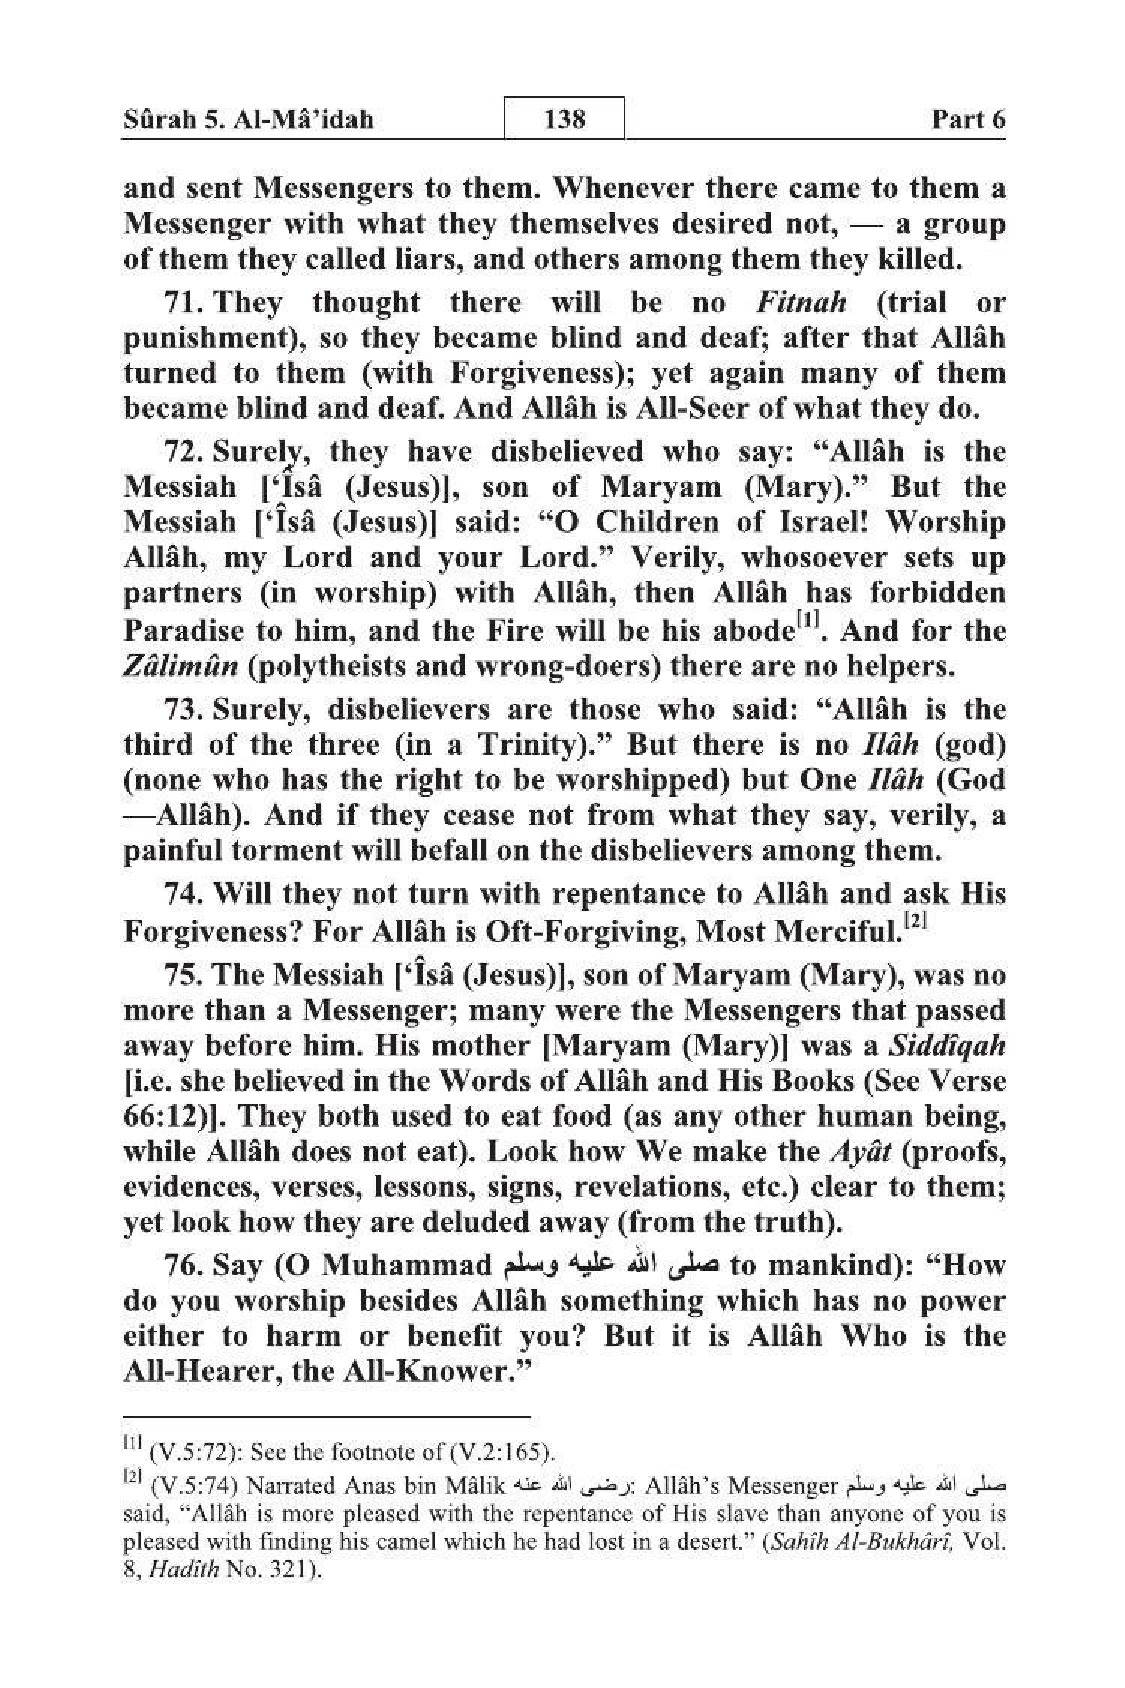 Sûrah 5. Al-Mâ’idah 138 Part 6
and sent Messengers to them. Whenever there came to them a
Messenger with what they themselves desired not, — a group
of them they called liars, and others among them they killed.
71. They thought there will be no Fitnah (trial or
punishment), so they became blind and deaf; after that Allâh
turned to them (with Forgiveness); yet again many of them
became blind and deaf. And Allâh is All-Seer of what they do.
72. Surely, they have disbelieved who say: “Allâh is the
Messiah [‘Îsâ (Jesus)], son of Maryam (Mary).” But the
Messiah [‘Îsâ (Jesus)] said: “O Children of Israel! Worship
Allâh, my Lord and your Lord.” Verily, whosoever sets up
partners (in worship) with Allâh, then Allâh has forbidden
Paradise to him, and the Fire will be his abode[1]. And for the
Zâlimûn (polytheists and wrong-doers) there are no helpers.
73. Surely, disbelievers are those who said: “Allâh is the
third of the three (in a Trinity).” But there is no Ilâh (god)
(none who has the right to be worshipped) but One Ilâh (God
—Allâh). And if they cease not from what they say, verily, a
painful torment will befall on the disbelievers among them.
74. Will they not turn with repentance to Allâh and ask His
Forgiveness? For Allâh is Oft-Forgiving, Most Merciful.[2]
75. The Messiah [‘Îsâ (Jesus)], son of Maryam (Mary), was no
more than a Messenger; many were the Messengers that passed
away before him. His mother [Maryam (Mary)] was a Siddîqah
[i.e. she believed in the Words of Allâh and His Books (See Verse
66:12)]. They both used to eat food (as any other human being,
while Allâh does not eat). Look how We make the Ayât (proofs,
evidences, verses, lessons, signs, revelations, etc.) clear to them;
yet look how they are deluded away (from the truth).
76. Say (O Muhammad صلى الله عليه وسلم to mankind): “How
do you worship besides Allâh something which has no power
either to harm or benefit you? But it is Allâh Who is the
All-Hearer, the All-Knower.”
[1] (V.5:72): See the footnote of (V.2:165).
[2] (V.5:74) Narrated Anas bin Mâlik رضى الله عنه: Allâh’s Messenger صلى الله عليه وسلم
said, “Allâh is more pleased with the repentance of His slave than anyone of you is
pleased with finding his camel which he had lost in a desert.” (Sahîh Al-Bukhârî, Vol.
8, Hadîth No. 321).